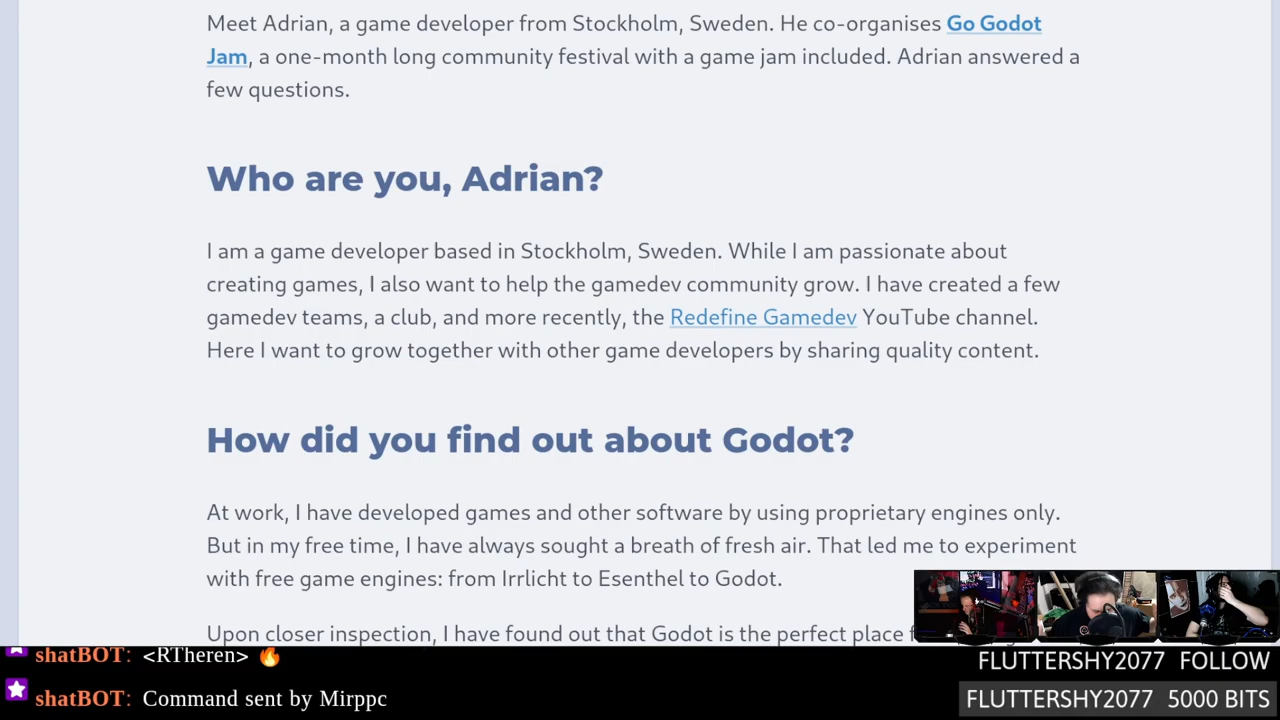 Meet Adrian, a game developer from Stockholm, Sweden. He co-organises Go Godot
Jam, a one-month long community festival with a game jam included. Adrian answered a
few questions.
Who are you, Adrian?
I am a game developer based in Stockholm, Sweden. While I am passionate about
creating games, I also want to help the gamedev community grow. I have created a few
gamedev teams, a club, and more recently, the Redefine Gamedev YouTube channel.
Here I want to grow together with other game developers by sharing quality content.
How did you find out about Godot?
At work, I have developed games and other software by using proprietary engines only.
But in my free time, I have always sought a breath of fresh air. That led me to experiment
with free game engines: from Irrlicht to Esenthel to Godot.
Upon closer inspection, I have found out that Godot is the perfect place
shatBOT: <RTheren> 🔥
shatBOT: Command sent by Mirppc
FLUTTERSHY2077 FOLLOW
FLUTTERSHY2077 5000 BITS